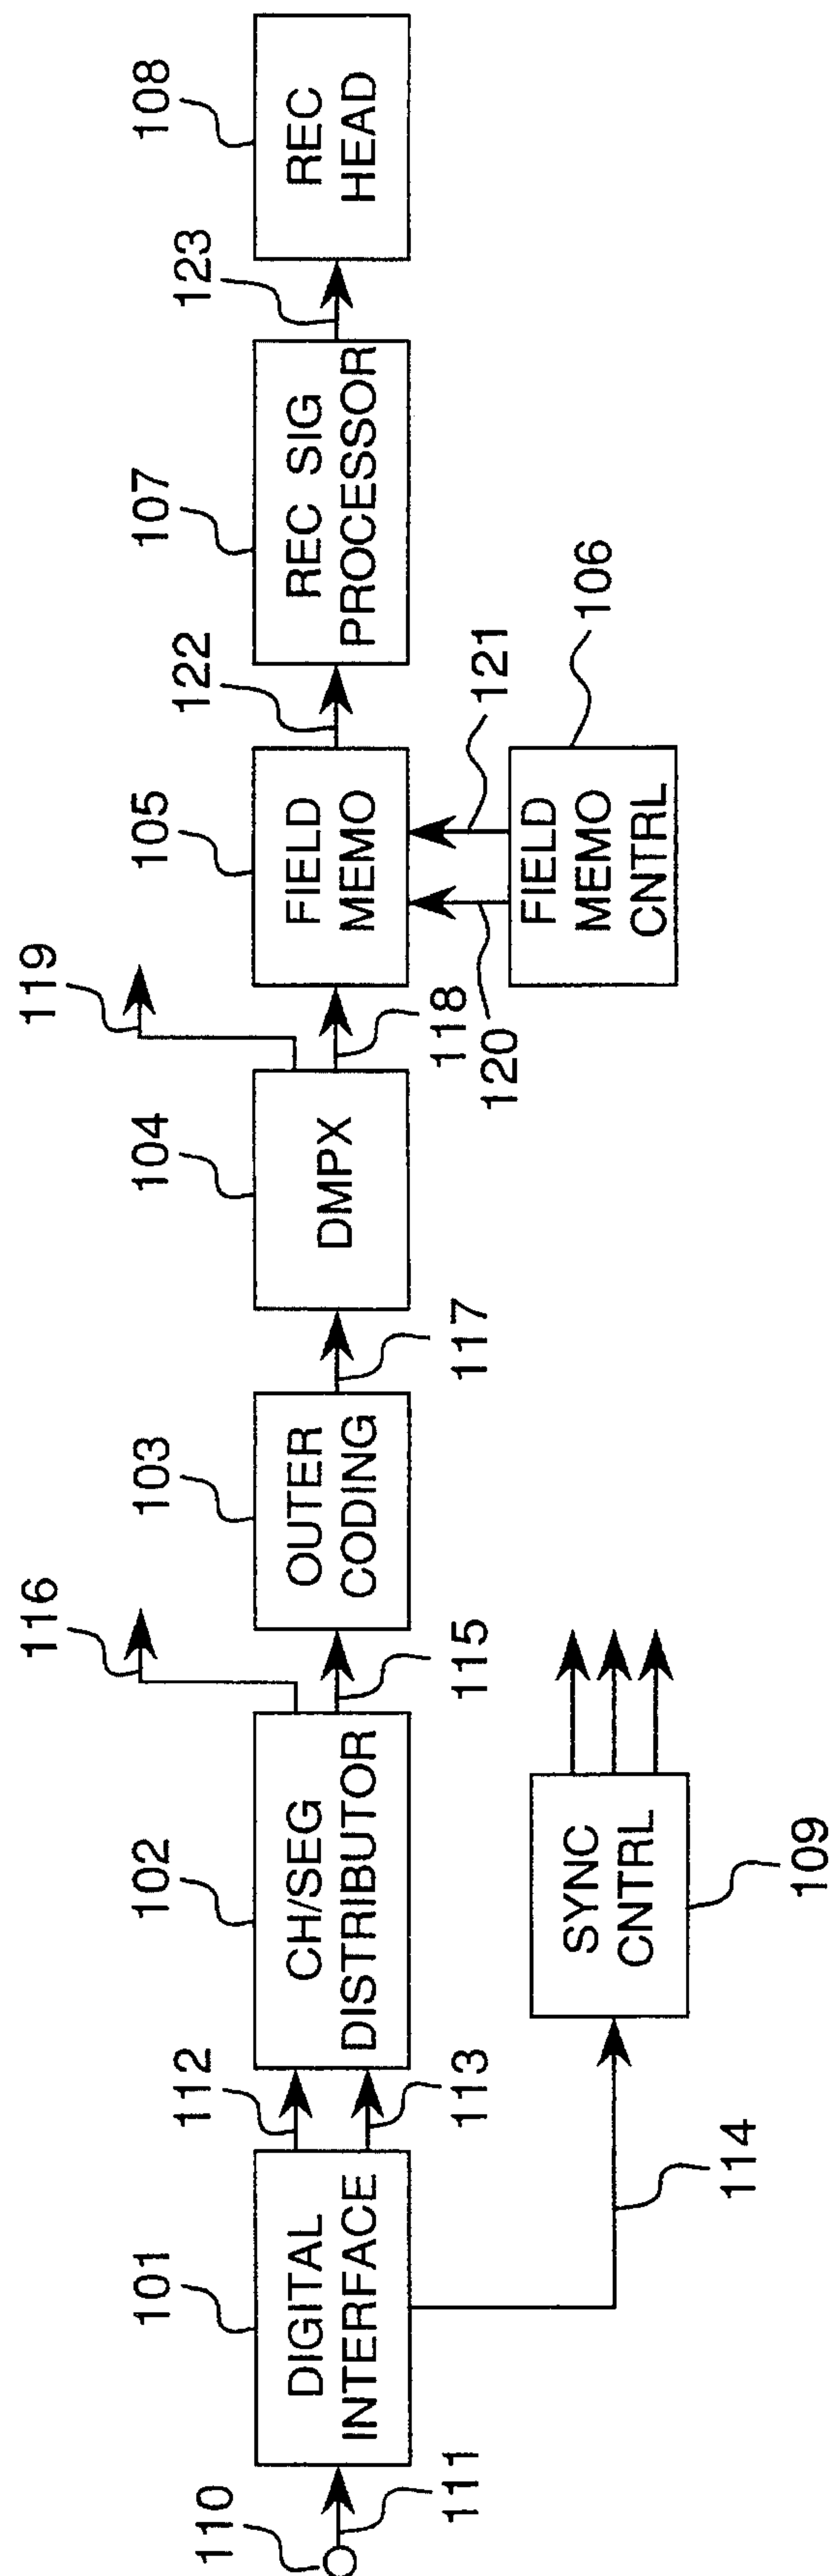 110
111
101
DIGITAL
INTERFACE
112
113
114
102
CH/SEG
DISTRIBUTOR
109
SYNC
CNTRL
116
115
103
OUTER
CODING
117
104
DMPX
119
118
120
105
FIELD
MEMO
121
106
FIELD
MEMO
CNTRL
122
107
REC SIG
PROCESSOR
123
108
REC
HEAD